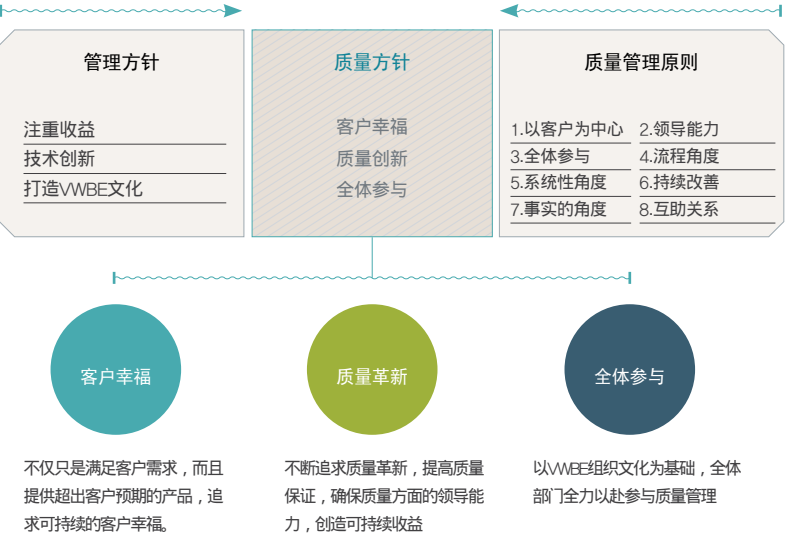 管理方针
注重收益
技术创新
打造VWBE文化
质量方针
客户幸福
质量创新
全体参与
质量管理原则
1.以客户为中心 2.领导能力
3.全体参与 4.流程角度
5.系统性角度 6.持续改善
7.事实的角度 8.互助关系
客户幸福
质量革新
全体参与
不仅只是满足客户需求，而且
提供超出客户预期的产品，追
求可持续的客户幸福。
不断追求质量革新，提高质量
保证，确保质量方面的领导能
力，创造可持续收益
以VWBE组织文化为基础，全体
部门全力以赴参与质量管理